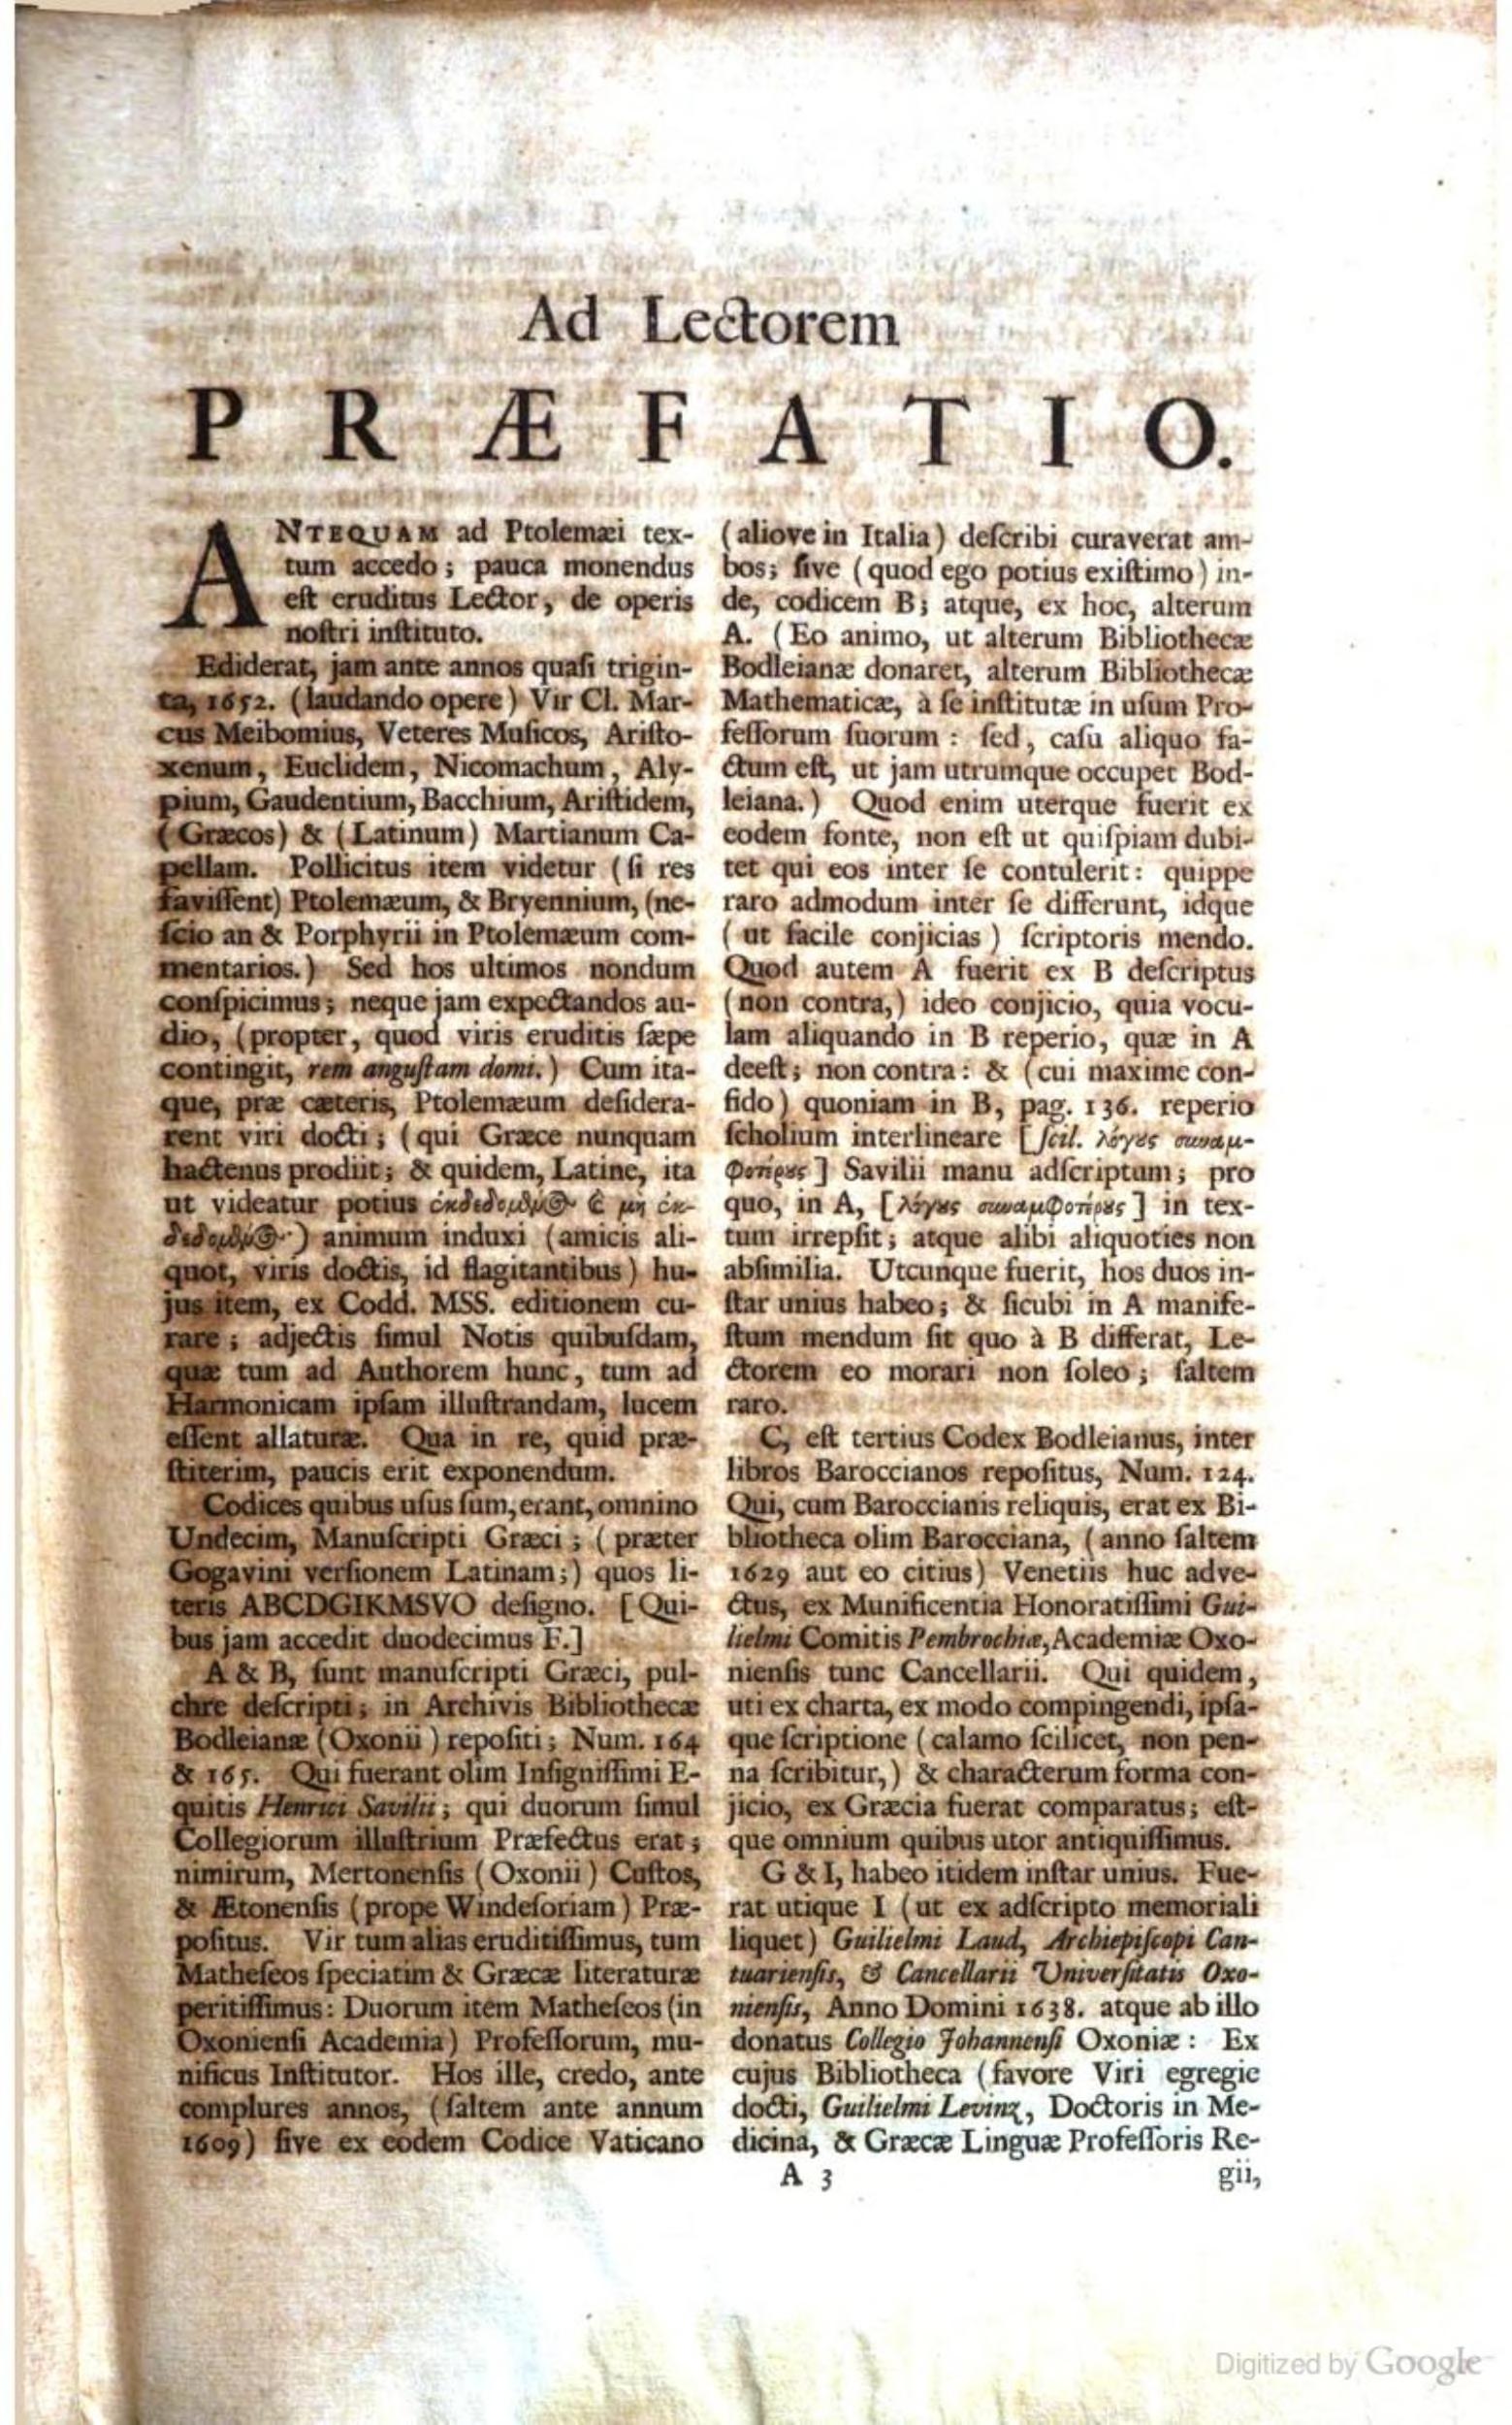 Ad Lectorem
PRÆFATIO.
ANTEQUAM ad Ptolemæi tex-
tum accedo; pauca monendus
eſt eruditus Lector, de operis
noſtri inſtituto.
Ediderat, jam ante annos quaſi trigin-
ta, 1652. (laudando opere) Vir Cl. Mar-
cus Meibomius, Veteres Muſicos, Ariſto-
xenum, Euclidem, Nicomachum, Aly-
pium, Gaudentium, Bacchium, Ariſtidem,
(Græcos) & (Latinum) Martianum Ca-
pellam. Pollicitus item videtur (ſi res
faviſſent) Ptolemæum, & Bryennium, (ne-
ſcio an & Porphyrii in Ptolemæum com-
mentarios.) Sed hos ultimos nondum
conſpicimus; neque jam expectandos au-
dio, (propter, quod viris eruditis ſæpe
contingit, rem anguſtam domi.) Cum ita-
que, præ cæteris, Ptolemæum deſidera-
rent viri docti; (qui Græce nunquam
hactenus prodiit; & quidem, Latine, ita
ut videatur potius ἐκδεδομένος ἢ μὴ ἐκ-
δεδομένος) animum induxi (amicis ali-
quot, viris doctis, id flagitantibus) hu-
jus item, ex Codd. MSS. editionem cu-
rare; adjectis ſimul Notis quibuſdam,
quæ tum ad Authorem hunc, tum ad
Harmonicam ipſam illuſtrandam, lucem
eſſent allaturæ. Qua in re, quid præ-
ſtiterim, paucis erit exponendum.
Codices quibus uſus ſum, erant, omnino
Undecim, Manuſcripti Græci; (præter
Gogavini verſionem Latinam;) quos li-
teris ABCDGIKMSVO deſigno. [Qui-
bus jam accedit duodecimus F.]
A & B, ſunt manuſcripti Græci, pul-
chre deſcripti; in Archivis Bibliothecæ
Bodleianæ (Oxonii) repoſiti; Num. 164
& 165. Qui fuerant olim Inſigniſſimi E-
quitis Henrici Savilii; qui duorum ſimul
Collegiorum illuſtrium Præfectus erat;
nimirum, Mertonenſis (Oxonii) Cuſtos,
& Ætonenſis (prope Windeſoriam) Præ-
poſitus. Vir tum alias eruditiſſimus, tum
Matheſeos ſpeciatim & Græcæ literaturæ
peritiſſimus: Duorum item Matheſeos (in
Oxonienſi Academia) Profeſſorum, mu-
nificus Inſtitutor. Hos ille, credo, ante
complures annos, (ſaltem ante annum
1609) ſive ex eodem Codice Vaticano
(aliove in Italia) deſcribi curaverat am-
bos; ſive (quod ego potius exiſtimo) in-
de, codicem B; atque, ex hoc, alterum
A. (Eo animo, ut alterum Bibliothecæ
Bodleianæ donaret, alterum Bibliothecæ
Mathematicæ, à ſe inſtitutæ in uſum Pro-
feſſorum ſuorum: ſed, caſu aliquo fa-
ctum eſt, ut jam utrumque occupet Bod-
leiana.) Quod enim uterque fuerit ex
eodem fonte, non eſt ut quiſpiam dubi-
tet qui eos inter ſe contulerit: quippe
raro admodum inter ſe differunt, idque
(ut facile conjicias) ſcriptoris mendo.
Quod autem A fuerit ex B deſcriptus
(non contra,) ideo conjicio, quia vocu-
lam aliquando in B reperio, quæ in A
deeſt; non contra: & (cui maxime con-
fido) quoniam in B, pag. 136. reperio
ſcholium interlineare [ſcil. λόγους συναμ-
φοτέρους] Savilii manu adſcriptum; pro
quo, in A, [λόγους συναμφοτέρους] in tex-
tum irrepſit; atque alibi aliquoties non
abſimilia. Utcunque fuerit, hos duos in-
ſtar unius habeo; & ſicubi in A manife-
ſtum mendum ſit quo à B differat, Le-
ctorem eo morari non ſoleo; ſaltem
raro.
C, eſt tertius Codex Bodleianus, inter
libros Baroccianos repoſitus, Num. 124.
Qui, cum Baroccianis reliquis, erat ex Bi-
bliotheca olim Barocciana, (anno ſaltem
1629 aut eo citius) Venetiis huc adve-
ctus, ex Munificentia Honoratiſſimi Gui-
lielmi Comitis Pembrochiæ, Academiæ Oxo-
nienſis tunc Cancellarii. Qui quidem,
uti ex charta, ex modo compingendi, ipſa-
que ſcriptione (calamo ſcilicet, non pen-
na ſcribitur,) & characterum forma con-
jicio, ex Græcia fuerat comparatus; eſt-
que omnium quibus utor antiquiſſimus.
G & I, habeo itidem inſtar unius. Fue-
rat utique I (ut ex adſcripto memoriali
liquet) Guilielmi Laud, Archiepiſcopi Can-
tuarienſis, & Cancellarii Univerſitatis Oxo-
nienſis, Anno Domini 1638. atque ab illo
donatus Collegio Johannenſi Oxoniæ: Ex
cujus Bibliotheca (favore Viri egregie
docti, Guilielmi Levinz, Doctoris in Me-
dicina, & Græcæ Linguæ Profeſſoris Re-
A 3
gii,
Digitized by Google